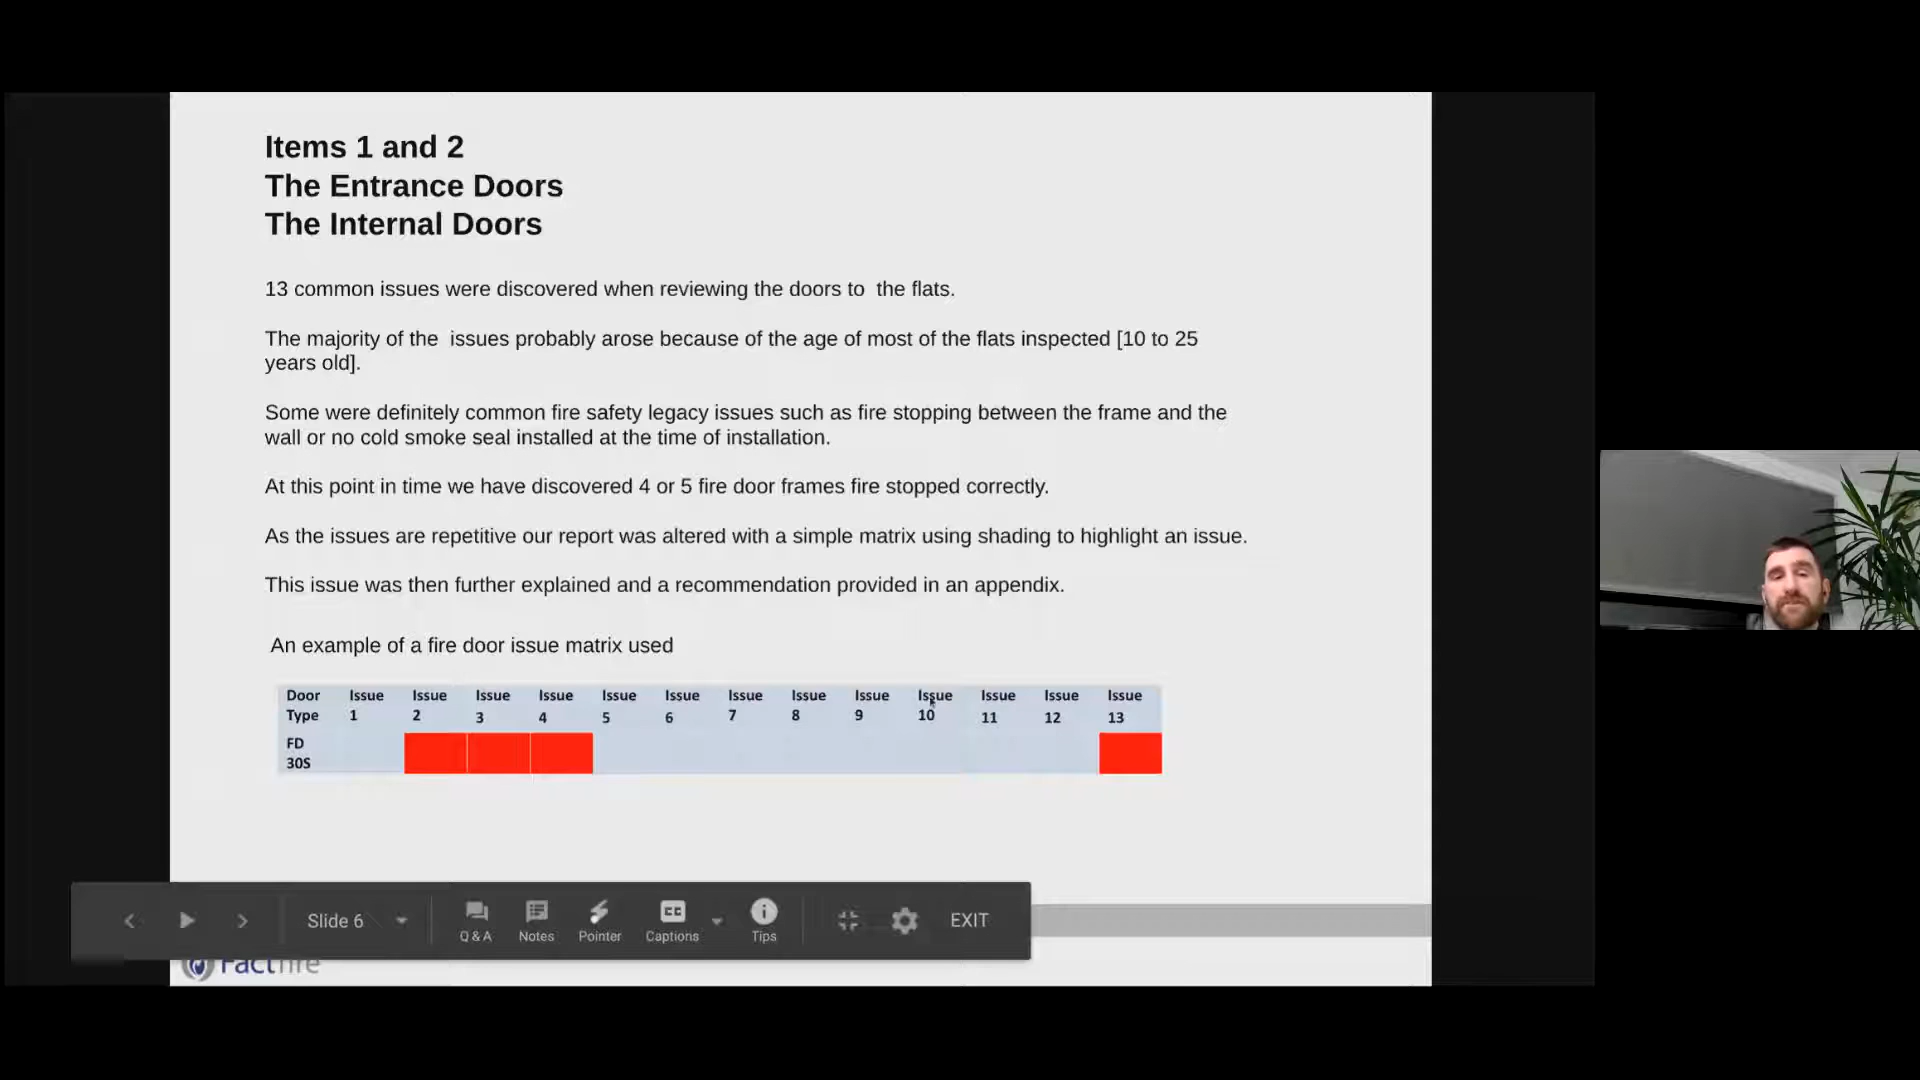 Items 1 and 2
The Entrance Doors
The Internal Doors
13 common issues were discovered when reviewing the doors to  the flats.
The majority of the  issues probably arose because of the age of most of the flats inspected [10 to 25
years old].
Some were definitely common fire safety legacy issues such as fire stopping between the frame and the
wall or no cold smoke seal installed at the time of installation.
At this point in time we have discovered 4 or 5 fire door frames fire stopped correctly.
As the issues are repetitive our report was altered with a simple matrix using shading to highlight an issue.
This issue was then further explained and a recommendation provided in an appendix.
An example of a fire door issue matrix used
Door Issue Issue Issue Issue Issue Issue Issue Issue Issue Issue Issue Issue Issue
Type 1 2 3 4 5 6 7 8 9 10 11 12 13
FD
30S
Slide 6 CC EXIT
Q & A Notes Pointer Captions Tips
Factfire